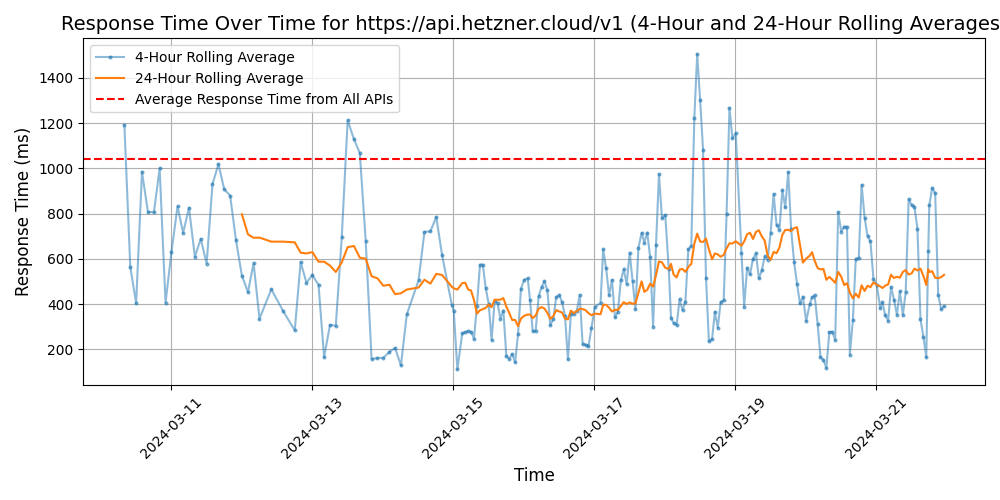 Response Time Over Time for https://api.hetzner.cloud/v1 (4-Hour and 24-Hour Rolling Averages
4-Hour Rolling Average
24-Hour Rolling Average
Average Response Time from All APIs
Response Time (ms)
1400
1200
1000
800
600
400
200
2024-03-11
2024-03-13
2024-03-15
2024-03-17
2024-03-19
2024-03-21
Time